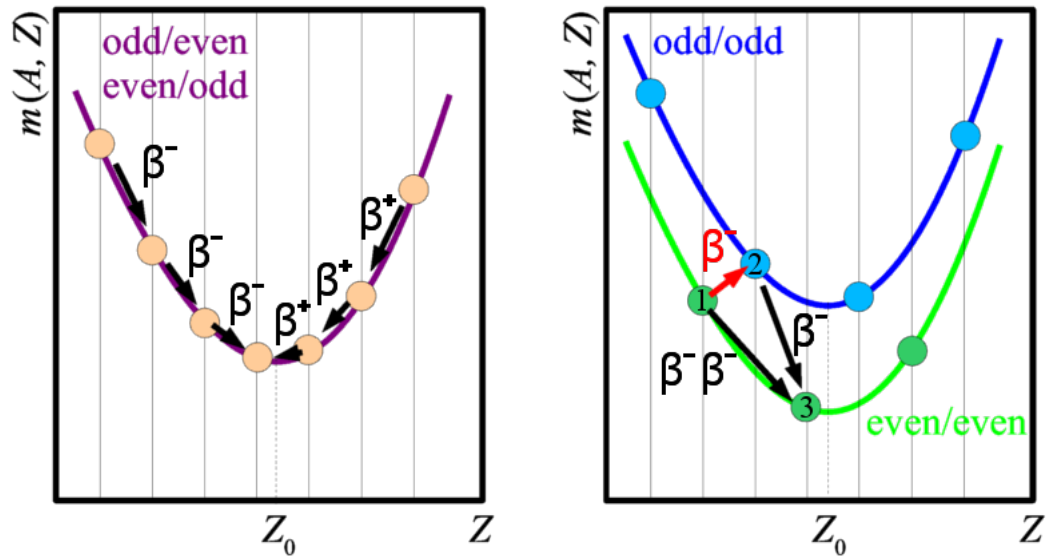 m(A, Z)
odd/even
even/odd
β⁻
β⁻
β⁻
β⁺
β⁺
β⁺
Z₀
Z
m(A, Z)
odd/odd
β⁻
1
2
β⁻
β⁻β⁻
3
even/even
Z₀
Z